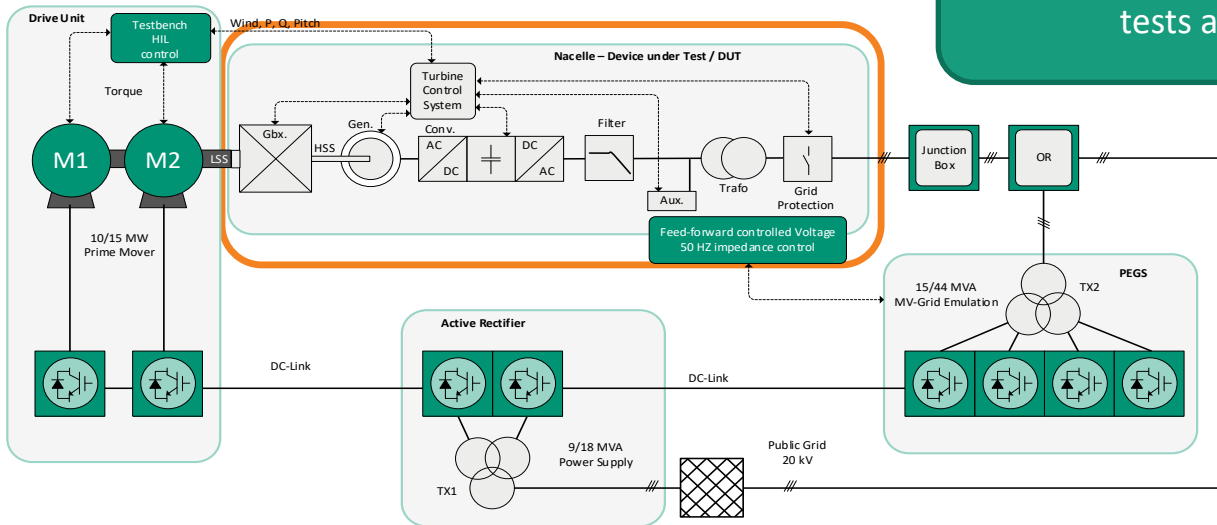 tests a
Drive Unit
Testbench
HIL
control
Wind, P, Q, Pitch
Nacelle – Device under Test / DUT
Turbine
Control
System
Torque
Gbx.
HSS
Gen.
Conv.
AC
DC
DC
AC
Filter
M1
M2
LSS
Aux.
Trafo
Grid
Protection
Junction
Box
OR
10/15 MW
Prime Mover
Feed-forward controlled Voltage
50 HZ impedance control
PEGS
15/44 MVA
MV-Grid Emulation
TX2
Active Rectifier
DC-Link
DC-Link
9/18 MVA
Power Supply
TX1
Public Grid
20 kV